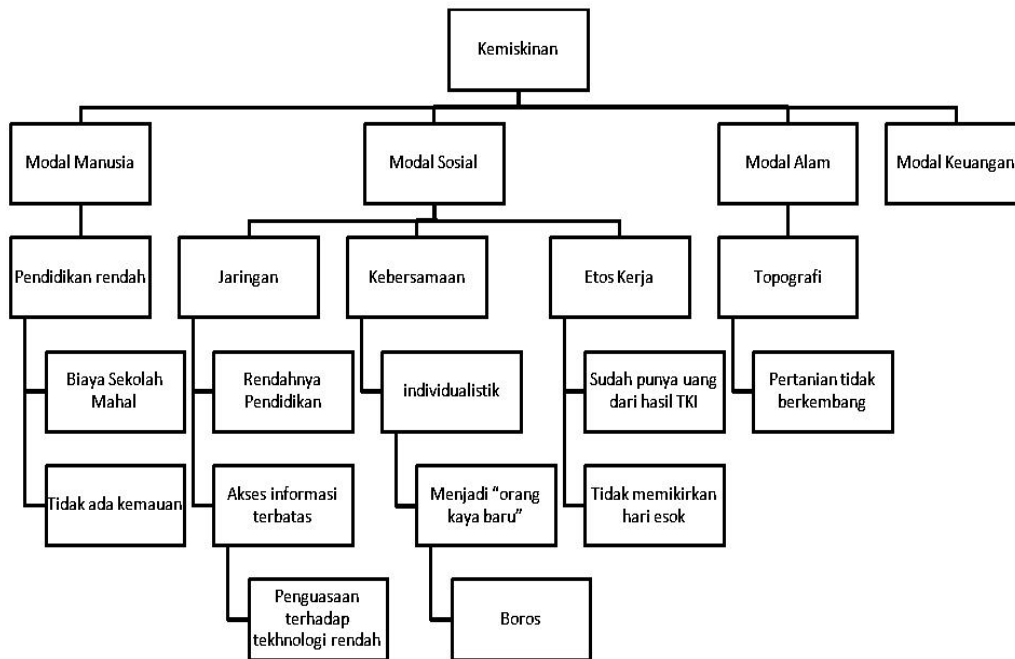 Kemiskinan
Modal Manusia
Modal Sosial
Modal Alam
Modal Keuangan
Pendidikan rendah
Jaringan
Kebersamaan
Etos Kerja
Topografi
Biaya Sekolah
Mahal
Rendahnya
Pendidikan
individualistik
Sudah punya uang
dari hasil TKI
Pertanian tidak
berkembang
Tidak ada kemauan
Akses informasi
terbatas
Menjadi “orang
kaya baru”
Tidak memikirkan
hari esok
Penguasaan
terhadap
tekhnologi rendah
Boros